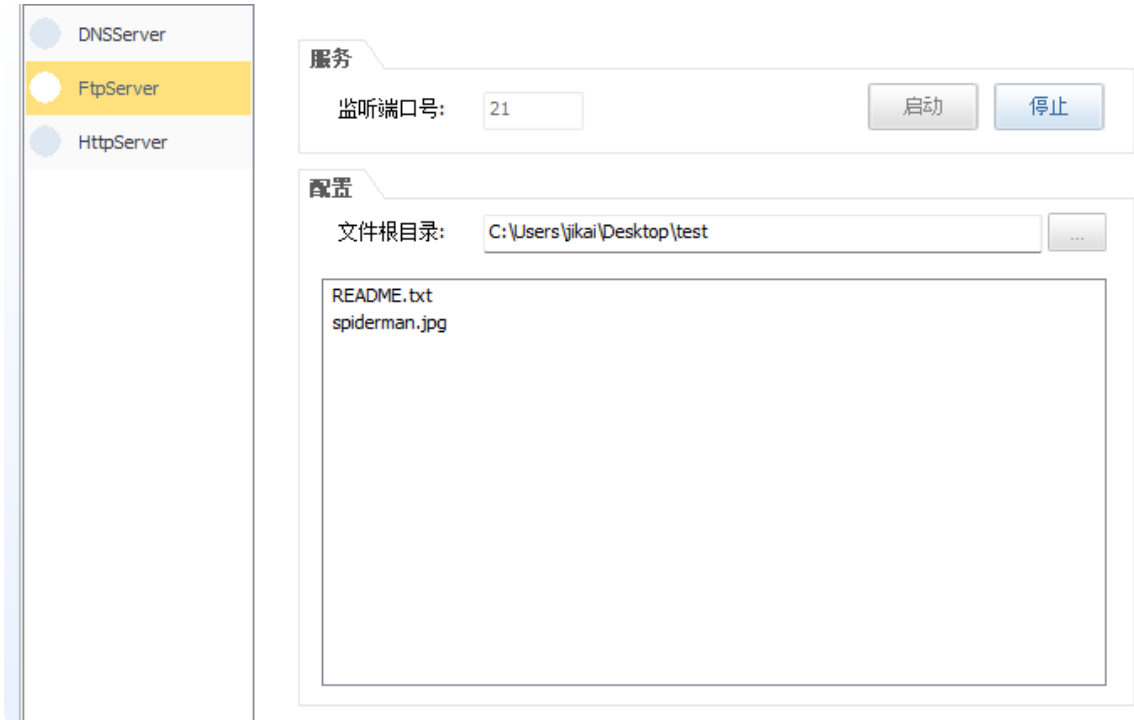 DNSServer
FtpServer
HttpServer
服务
监听端口号:
21
启动
停止
配置
文件根目录:
C:\Users\jikai\Desktop\test
...
README.txt
spiderman.jpg